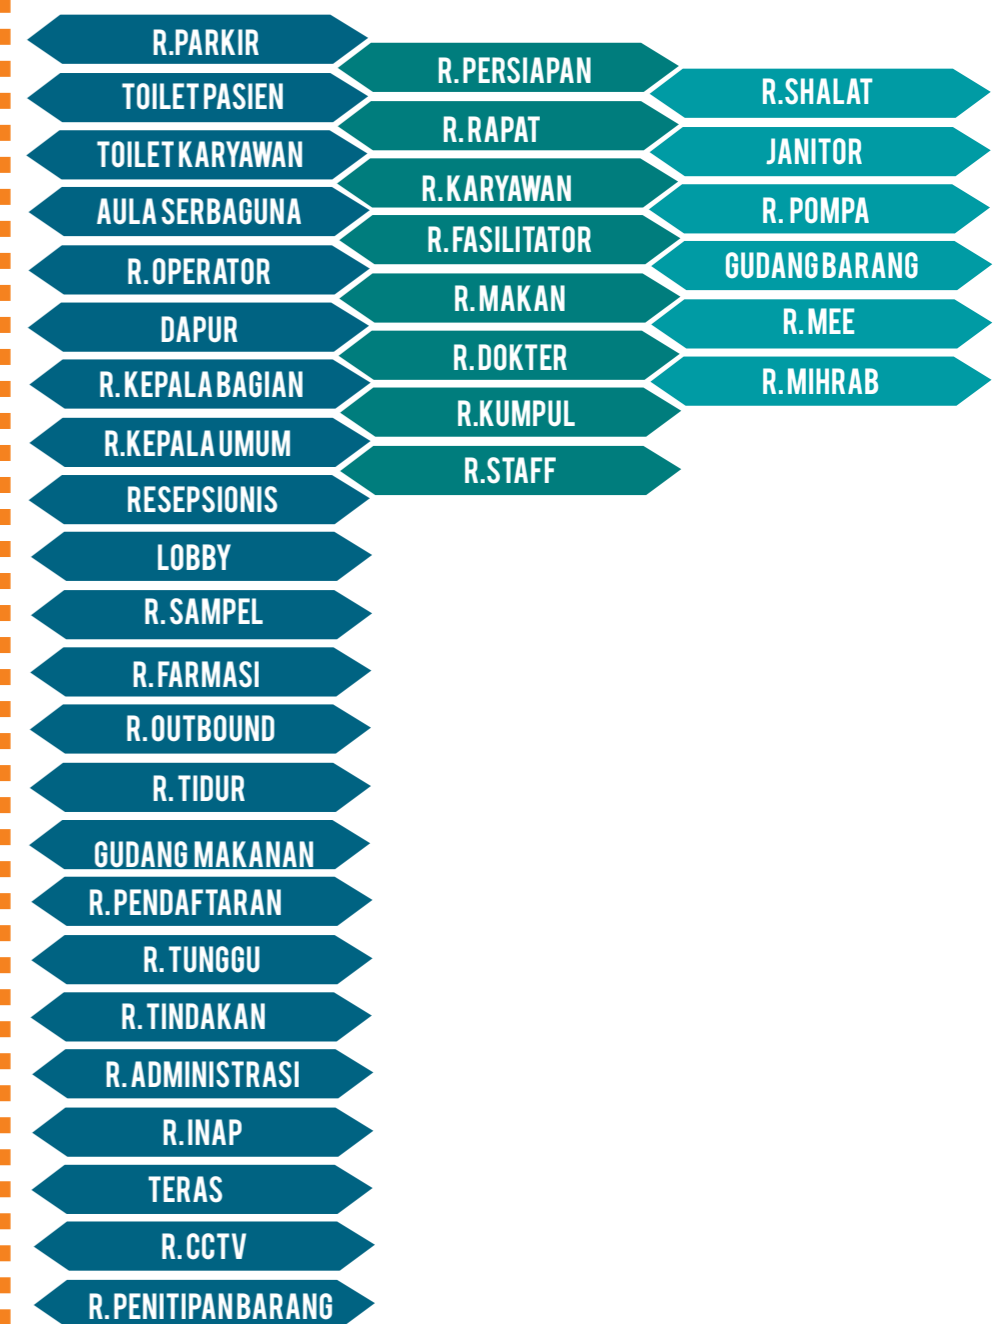 R.PARKIR
TOILET PASIEN
TOILET KARYAWAN
AULA SERBAGUNA
R.OPERATOR
DAPUR
R.KEPALA BAGIAN
R.KEPALA UMUM
RESEPSIONIS
LOBBY
R.SAMPEL
R.FARMASI
R.OUTBOUND
R.TIDUR
GUDANG MAKANAN
R.PENDAFTARAN
R.TUNGGU
R.TINDAKAN
R.ADMINISTRASI
R.INAP
TERAS
R.CCTV
R.PENITIPAN BARANG
R.PERSIAPAN
R.RAPAT
R.KARYAWAN
R.FASILITATOR
R.MAKAN
R.DOKTER
R.KUMPUL
R.STAFF
R.SHALAT
JANITOR
R. POMPA
GUDANG BARANG
R.MEE
R.MIHRAB